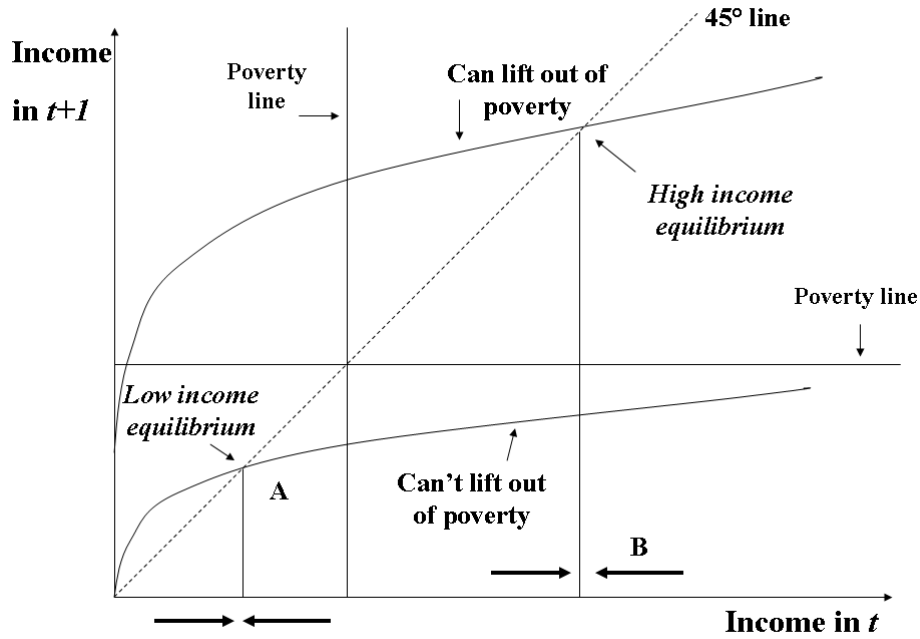 45° line
Income
in t+1
Poverty
line
Can lift out of
poverty
High income
equilibrium
Poverty line
Low income
equilibrium
A
Can't lift out
of poverty
B
Income in t